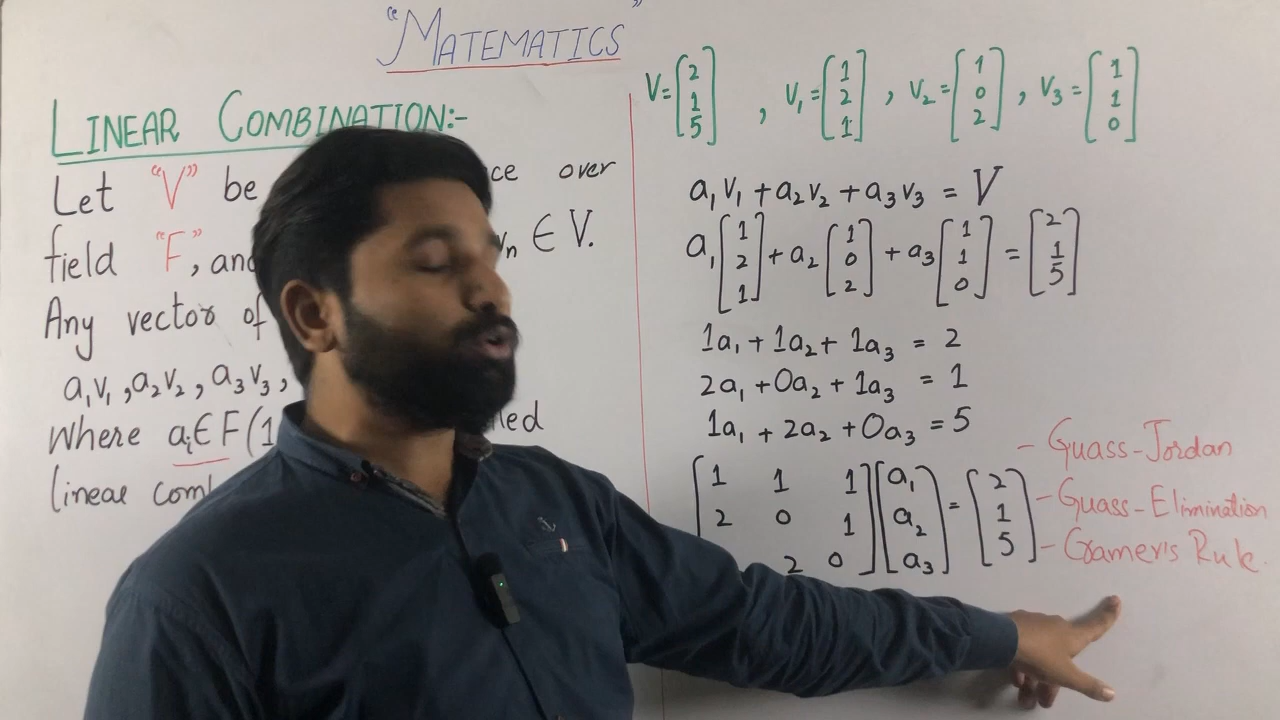 “MATEMATICS”
LINEAR COMBINATION:-
Let “V” be ce over
field “F”, and vₙ ∈ V.
Any vector of
a₁v₁, a₂v₂, a₃v₃,
Where aᵢ∈F(1 led
linear com
V=[2 1 5], V₁=[1 2 1], V₂=[1 0 2], V₃=[1 1 0]
a₁v₁ + a₂v₂ + a₃v₃ = V
a₁[1 2 1] + a₂[1 0 2] + a₃[1 1 0] = [2 1 5]
1a₁ + 1a₂ + 1a₃ = 2
2a₁ + 0a₂ + 1a₃ = 1
1a₁ + 2a₂ + 0a₃ = 5
[1 1 1 [a₁ = [2
2 0 1 a₂ 1
2 0] a₃] 5]
- Guass-Jordan
- Guass-Elimination
- Cramer's Rule.